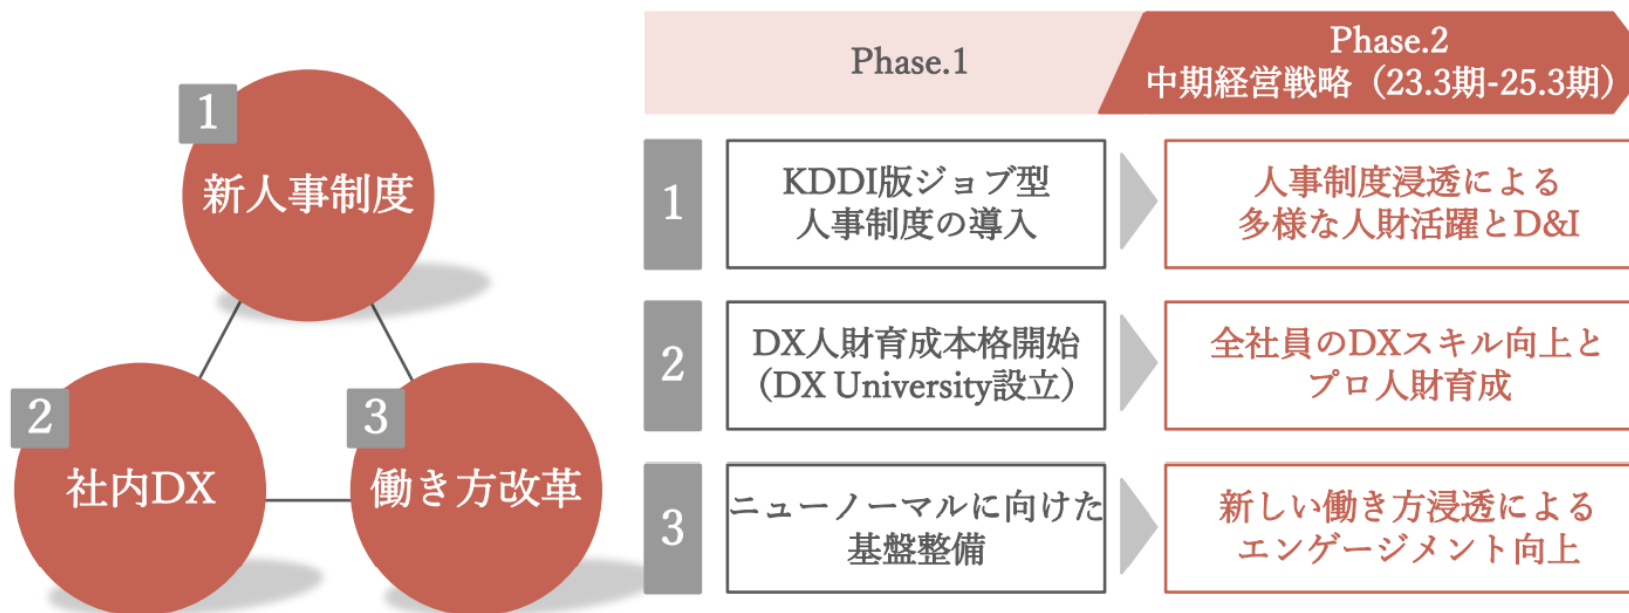 1
新人事制度
2
社内DX
3
働き方改革
Phase.1
Phase.2
中期経営戦略（23.3期-25.3期）
1
KDDI版ジョブ型
人事制度の導入
人事制度浸透による
多様な人財活躍とD&I
2
DX人財育成本格開始
（DX University設立）
全社員のDXスキル向上と
プロ人財育成
3
ニューノーマルに向けた
基盤整備
新しい働き方浸透による
エンゲージメント向上